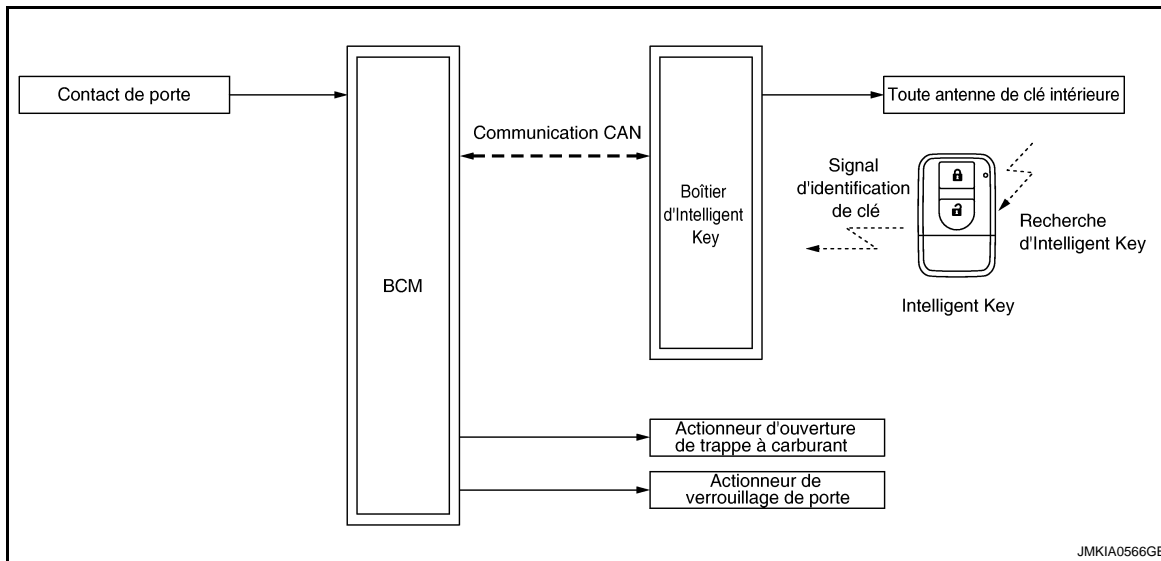 Contact de porte
BCM
Communication CAN
Boîtier
d'Intelligent
Key
Toute antenne de clé intérieure
Signal
d'identification
de clé
Recherche
d'Intelligent Key
Intelligent Key
Actionneur d'ouverture
de trappe à carburant
Actionneur de
verrouillage de porte
JMKIA0566GB